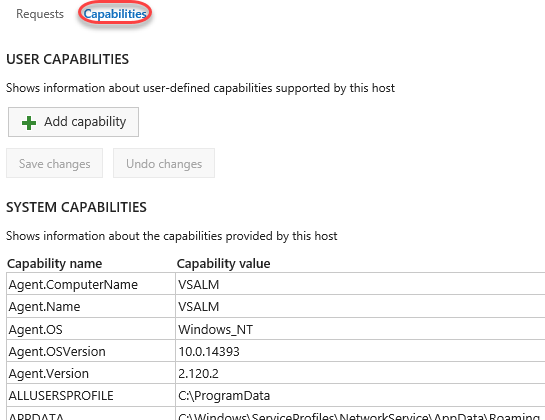 Requests Capabilities
USER CAPABILITIES
Shows information about user-defined capabilities supported by this host
Add capability
Save changes Undo changes
SYSTEM CAPABILITIES
Shows information about the capabilities provided by this host
Capability name Capability value
Agent.ComputerName VSALM
Agent.Name VSALM
Agent.OS Windows_NT
Agent.OSVersion 10.0.14393
Agent.Version 2.120.2
ALLUSERSPROFILE C:\ProgramData
APPDATA C:\Windows\ServiceProfiles\NetworkService\AppData\Roaming